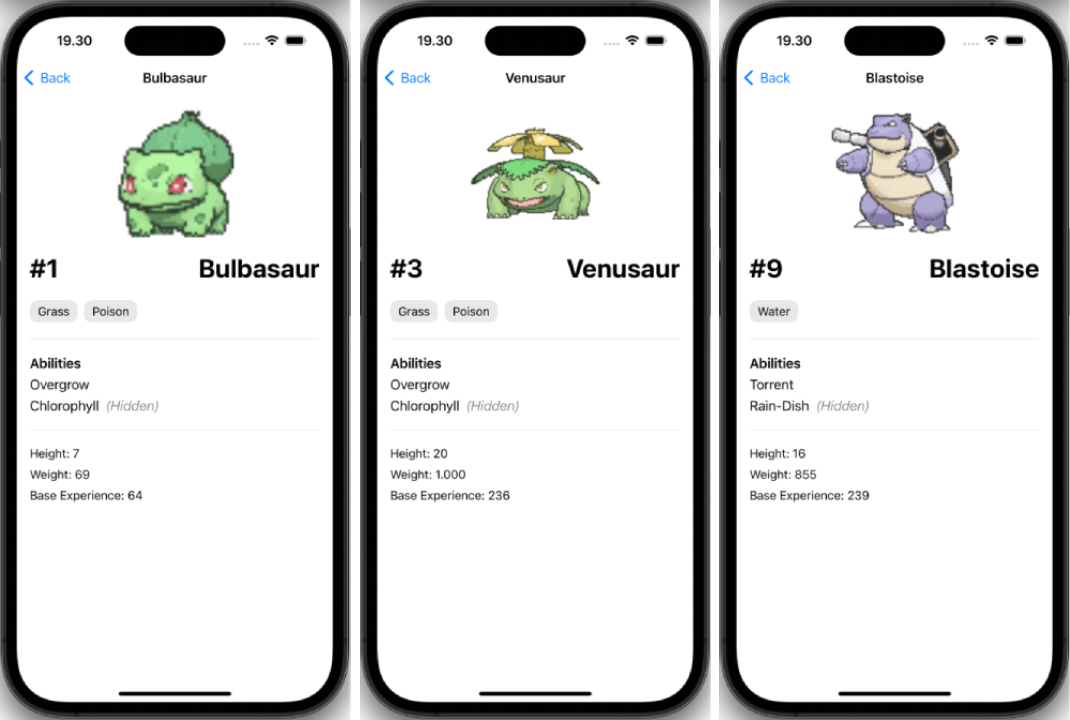 19.30
Back
Bulbasaur
#1
Bulbasaur
Grass
Poison
Abilities
Overgrow
Chlorophyll (Hidden)
Height: 7
Weight: 69
Base Experience: 64
19.30
Back
Venusaur
#3
Venusaur
Grass
Poison
Abilities
Overgrow
Chlorophyll (Hidden)
Height: 20
Weight: 1.000
Base Experience: 236
19.30
Back
Blastoise
#9
Blastoise
Water
Abilities
Torrent
Rain-Dish (Hidden)
Height: 16
Weight: 855
Base Experience: 239